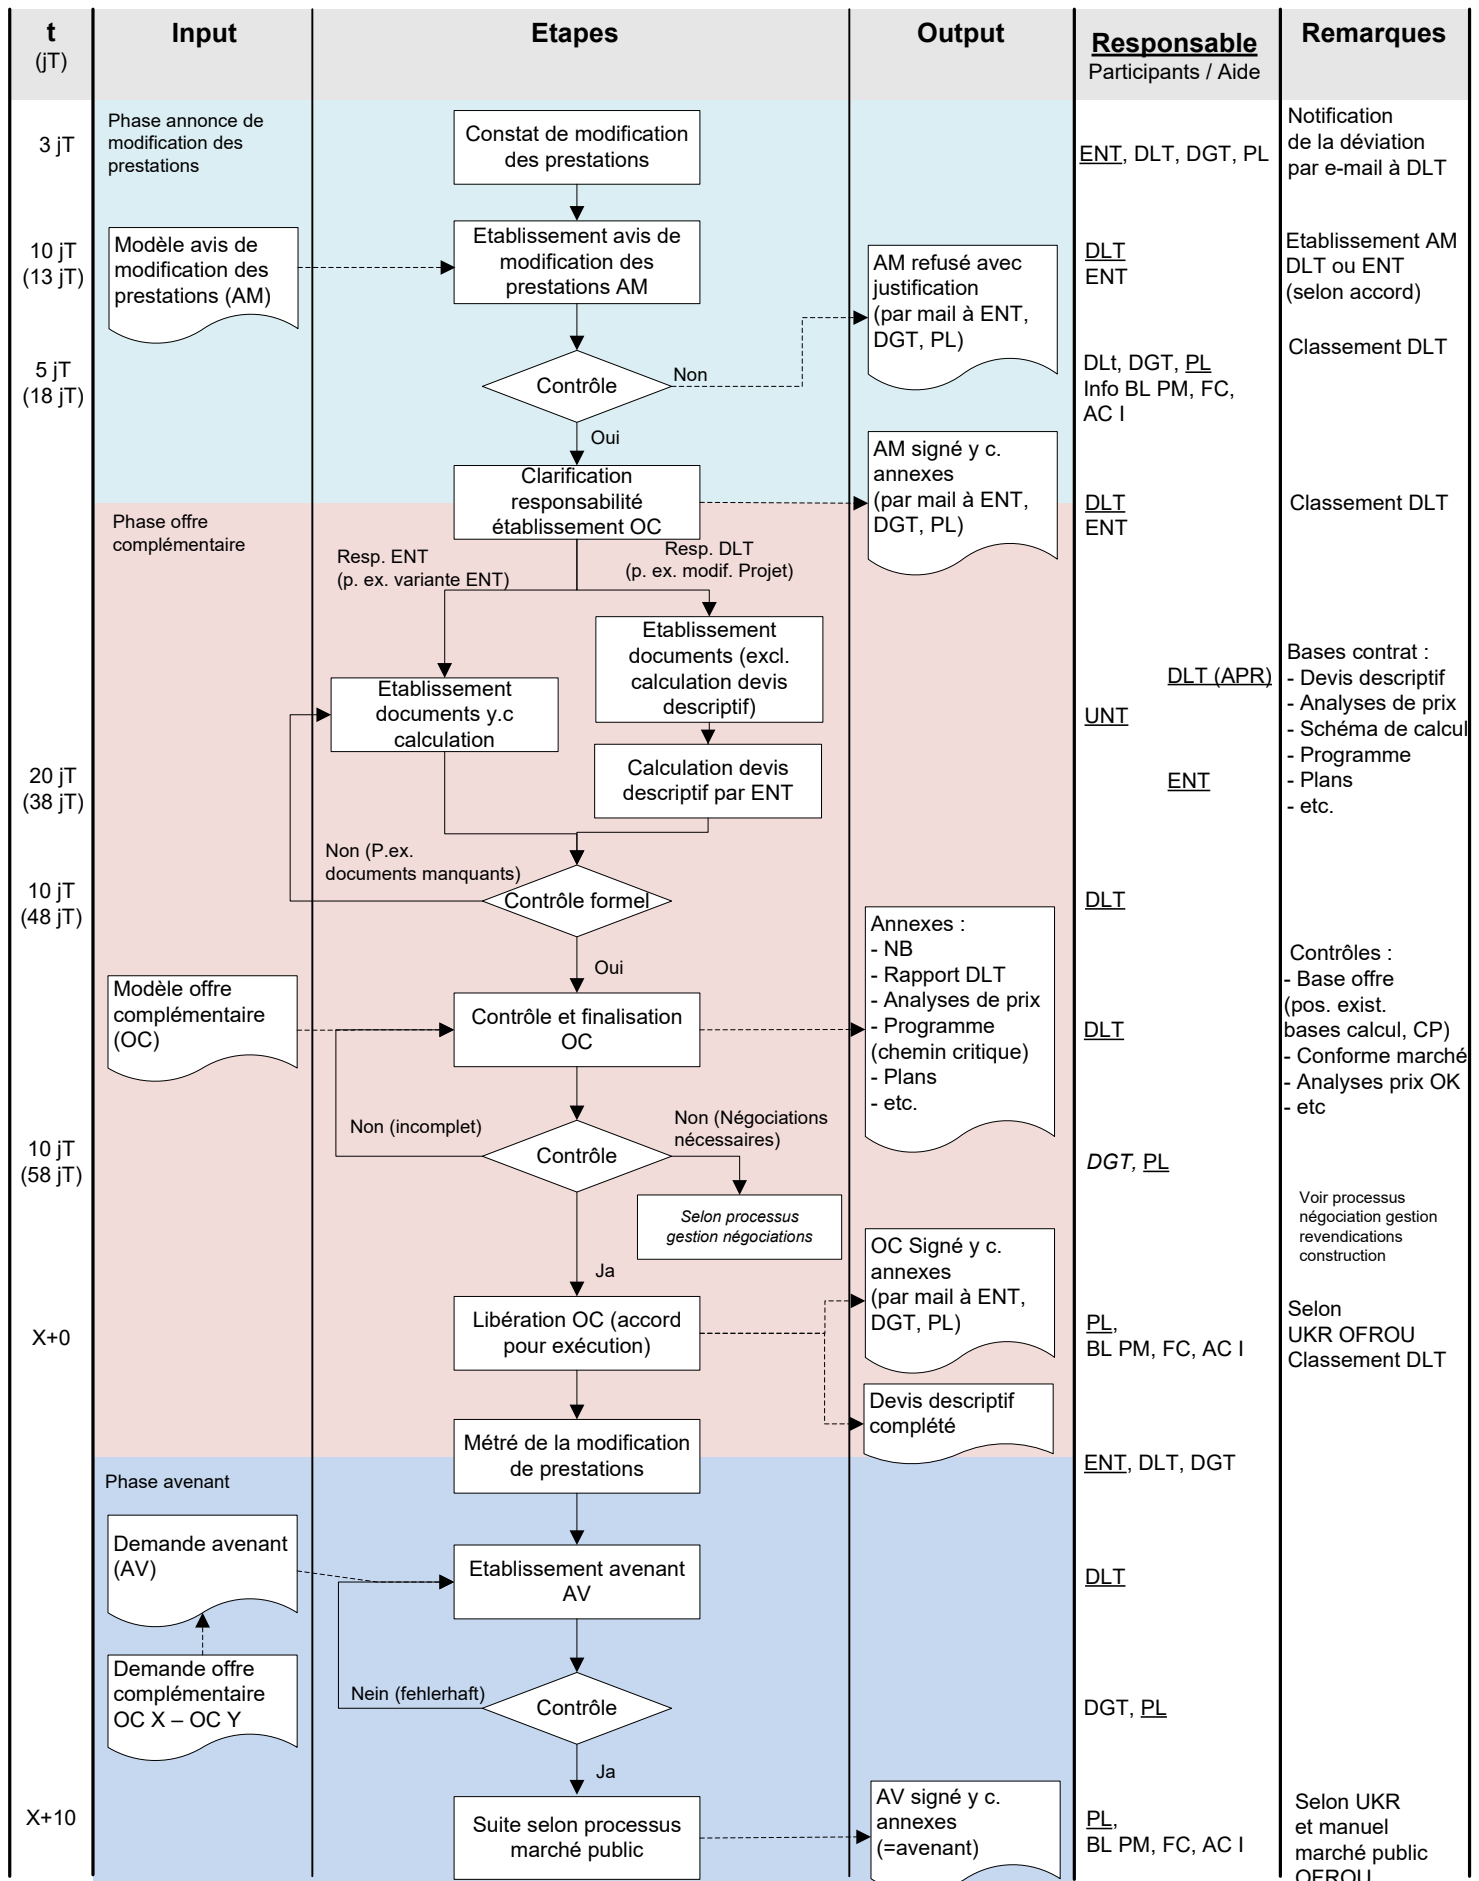 t
(jT)
Input
Etapes
Output
Responsable
Participants / Aide
Remarques
Phase annonce de
modification des
prestations
3 jT
Constat de modification
des prestations
ENT, DLT, DGT, PL
Notification
de la déviation
par e-mail à DLT
10 jT
(13 jT)
Modèle avis de
modification des
prestations (AM)
Etablissement avis de
modification des
prestations AM
AM refusé avec
justification
(par mail à ENT,
DGT, PL)
DLT
ENT
Etablissement AM
DLT ou ENT
(selon accord)
5 jT
(18 jT)
Contrôle
Non
DLt, DGT, PL
Info BL PM, FC,
AC I
Classement DLT
Oui
Clarification
responsabilité
établissement OC
AM signé y c.
annexes
(par mail à ENT,
DGT, PL)
DLT
ENT
Classement DLT
Phase offre
complémentaire
Resp. ENT
(p. ex. variante ENT)
Resp. DLT
(p. ex. modif. Projet)
Etablissement
documents (excl.
calculation devis
descriptif)
Etablissement
documents y.c
calculation
DLT (APR)
UNT
Bases contrat :
- Devis descriptif
- Analyses de prix
- Schéma de calcul
- Programme
- Plans
- etc.
20 jT
(38 jT)
Calculation devis
descriptif par ENT
ENT
Non (P.ex.
documents manquants)
10 jT
(48 jT)
Contrôle formel
DLT
Oui
Modèle offre
complémentaire
(OC)
Contrôle et finalisation
OC
Annexes :
- NB
- Rapport DLT
- Analyses de prix
- Programme
(chemin critique)
- Plans
- etc.
DLT
Contrôles :
- Base offre
(pos. exist.
bases calcul, CP)
- Conforme marché
- Analyses prix OK
- etc
Non (incomplet)
Non (Négociations
nécessaires)
10 jT
(58 jT)
Contrôle
DGT, PL
Selon processus
gestion négociations
Voir processus
négociation gestion
revendications
construction
Ja
OC Signé y c.
annexes
(par mail à ENT,
DGT, PL)
X+0
Libération OC (accord
pour exécution)
PL,
BL PM, FC, AC I
Selon
UKR OFROU
Classement DLT
Devis descriptif
complété
Métré de la modification
de prestations
ENT, DLT, DGT
Phase avenant
Demande avenant
(AV)
Etablissement avenant
AV
DLT
Demande offre
complémentaire
OC X – OC Y
Nein (fehlerhaft)
Contrôle
DGT, PL
Ja
X+10
Suite selon processus
marché public
AV signé y c.
annexes
(=avenant)
PL,
BL PM, FC, AC I
Selon UKR
et manuel
marché public
OFROU